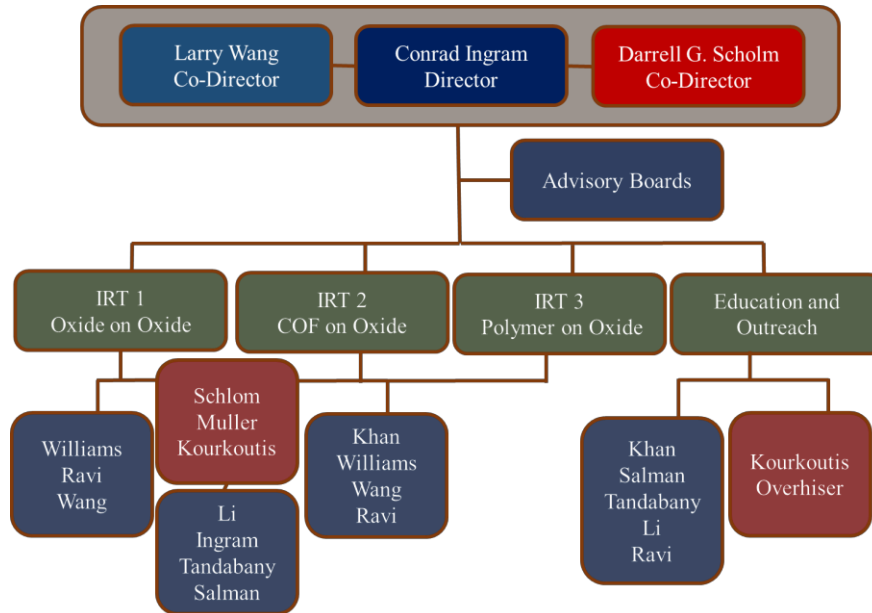 Larry Wang
Co-Director
Conrad Ingram
Director
Darrell G. Scholm
Co-Director
Advisory Boards
IRT 1
Oxide on Oxide
IRT 2
COF on Oxide
IRT 3
Polymer on Oxide
Education and
Outreach
Williams
Ravi
Wang
Schlom
Muller
Kourkoutis
Li
Ingram
Tandabany
Salman
Khan
Williams
Wang
Ravi
Khan
Salman
Tandabany
Li
Ravi
Kourkoutis
Overhiser